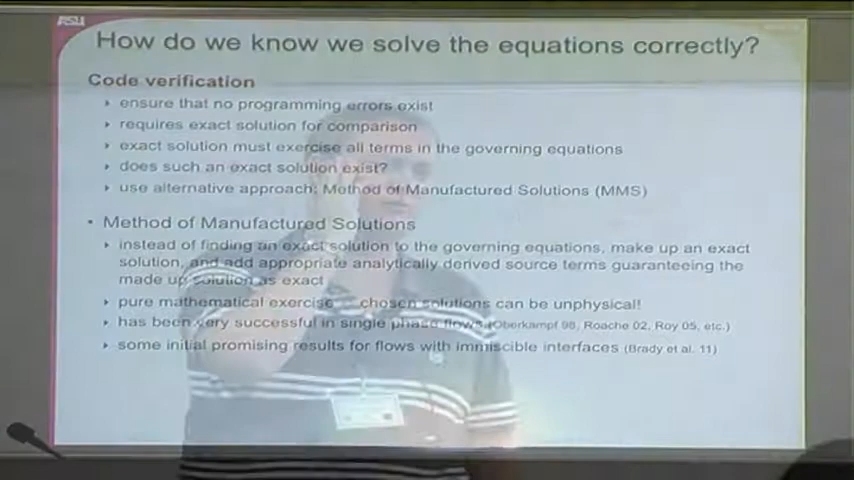 ASU
How do we know we solve the equations correctly?
Code verification
ensure that no programming errors exist
requires exact solution for comparison
exact solution must exercise all terms in the governing equations
does such an exact solution exist?
use alternative approach: Method of Manufactured Solutions (MMS)
• Method of Manufactured Solutions
instead of finding an exact solution to the governing equations, make up an exact
solution, and add appropriate analytically derived source terms guaranteeing the
made up solution as exact
pure mathematical exercise chosen solutions can be unphysical!
has been very successful in single phase flows (Oberkampf 98, Roache 02, Roy 05, etc.)
some initial promising results for flows with immiscible interfaces (Brady et al. 11)